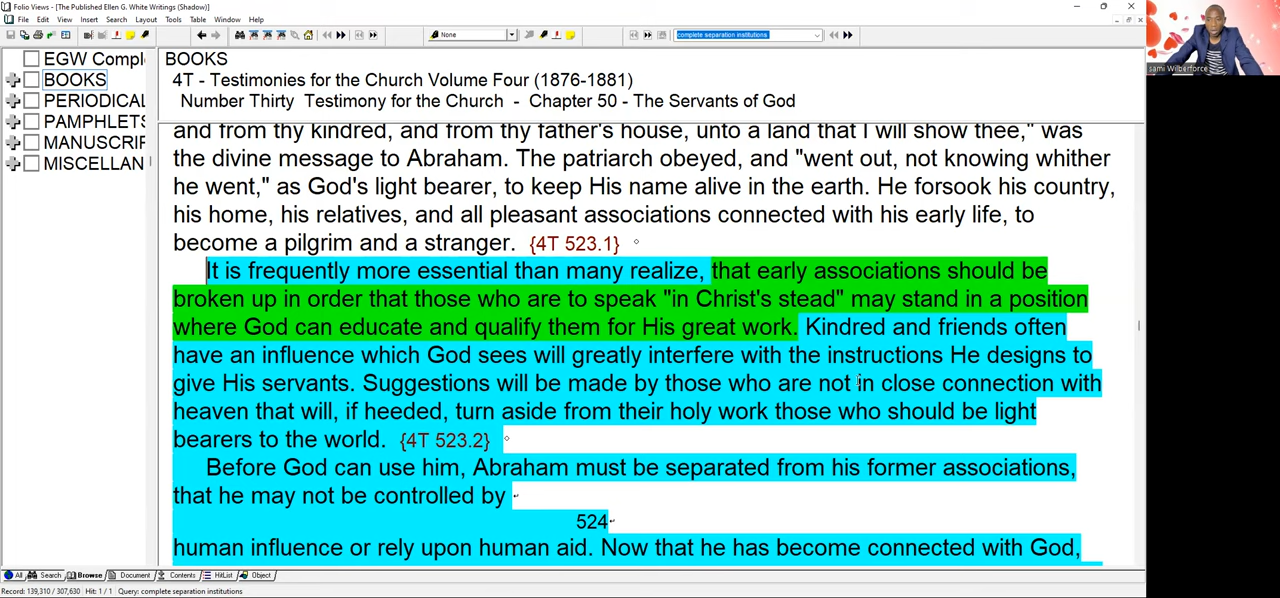 Folio Views - [The Published Ellen G. White Writings (Shadow)]
File Edit View Insert Search Layout Tools Table Window Help
None
complete separation institutions
EGW Compl
BOOKS
PERIODICAL
PAMPHLETS
MANUSCRIP
MISCELLAN
BOOKS
4T - Testimonies for the Church Volume Four (1876-1881)
Number Thirty Testimony for the Church - Chapter 50 - The Servants of God
and from thy kindred, and from thy father's house, unto a land that I will show thee," was
the divine message to Abraham. The patriarch obeyed, and "went out, not knowing whither
he went," as God's light bearer, to keep His name alive in the earth. He forsook his country,
his home, his relatives, and all pleasant associations connected with his early life, to
become a pilgrim and a stranger. {4T 523.1}
It is frequently more essential than many realize, that early associations should be
broken up in order that those who are to speak "in Christ's stead" may stand in a position
where God can educate and qualify them for His great work. Kindred and friends often
have an influence which God sees will greatly interfere with the instructions He designs to
give His servants. Suggestions will be made by those who are not in close connection with
heaven that will, if heeded, turn aside from their holy work those who should be light
bearers to the world. {4T 523.2}
Before God can use him, Abraham must be separated from his former associations,
that he may not be controlled by
524
human influence or rely upon human aid. Now that he has become connected with God,
All Search Browse Document Contents HitList Object
Record: 139,310 / 307,630 Hit: 1 / 1 Query: complete separation institutions
sami Wilberforce